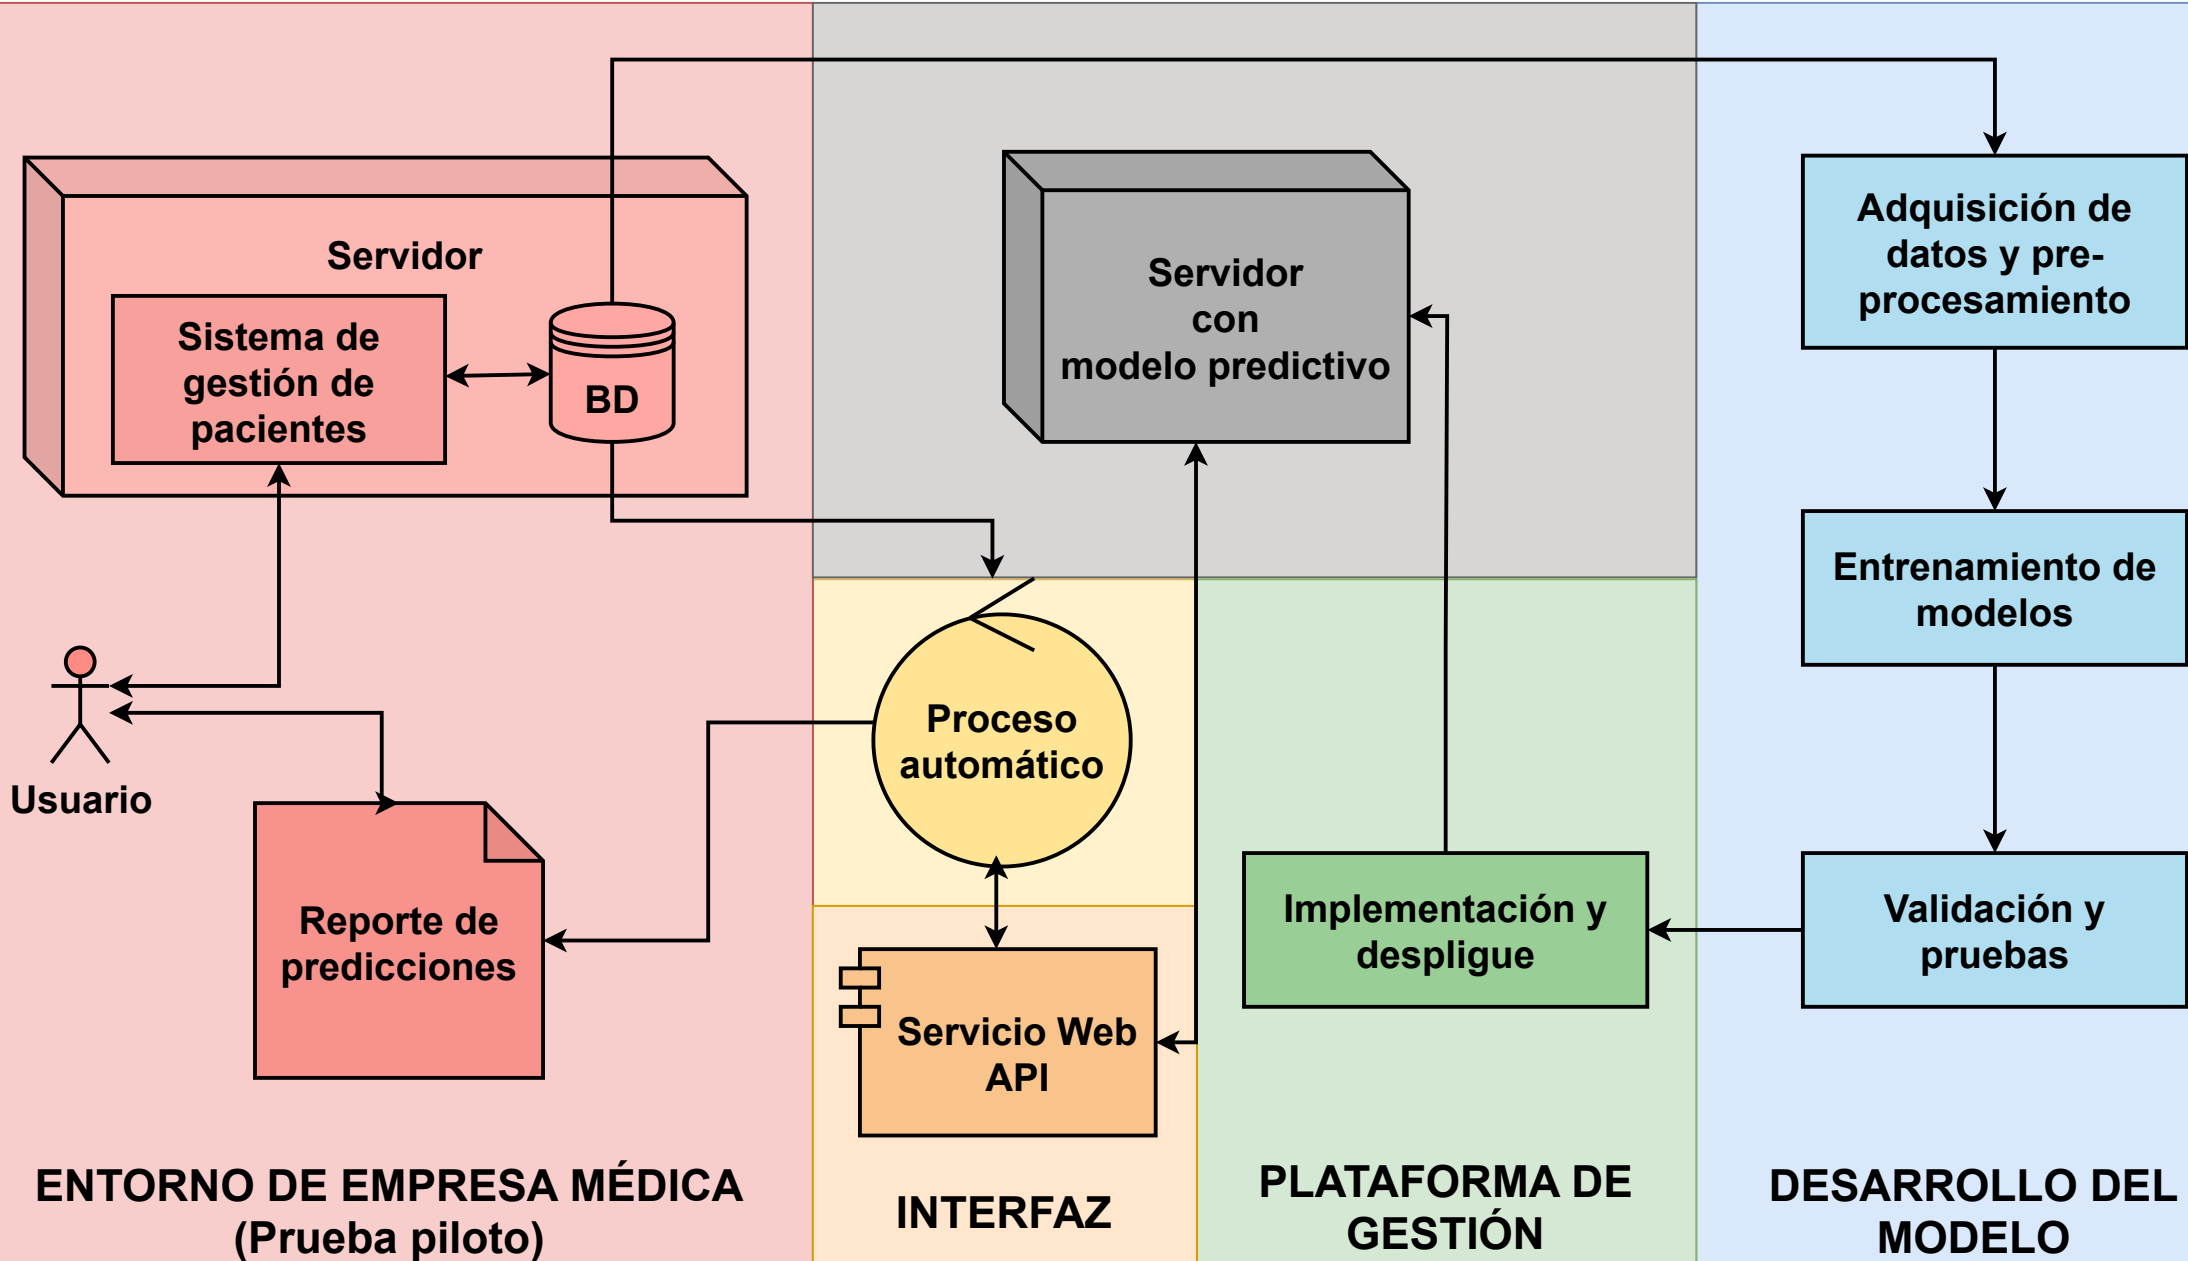 Servidor
Sistema de
gestión de
pacientes
BD
Usuario
Reporte de
predicciones
ENTORNO DE EMPRESA MÉDICA
(Prueba piloto)
Servidor
con
modelo predictivo
Proceso
automático
Servicio Web
API
INTERFAZ
Implementación y
despligue
PLATAFORMA DE
GESTIÓN
Adquisición de
datos y pre-
procesamiento
Entrenamiento de
modelos
Validación y
pruebas
DESARROLLO DEL
MODELO